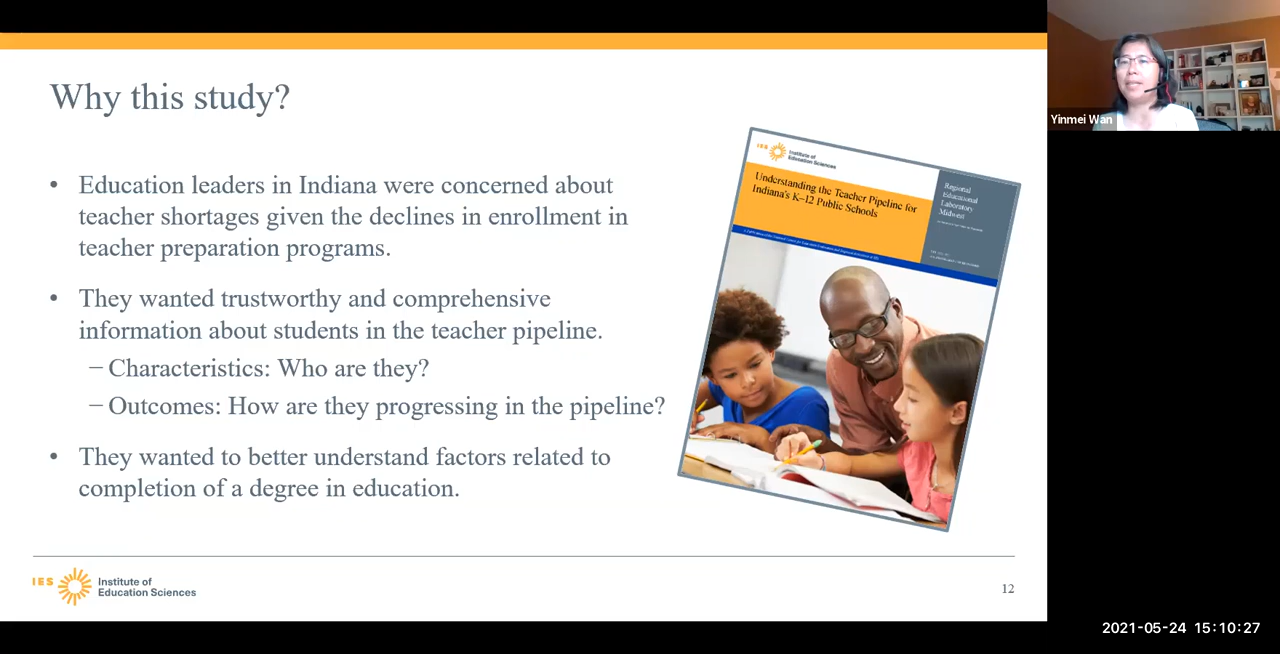 Why this study?
• Education leaders in Indiana were concerned about
teacher shortages given the declines in enrollment in
teacher preparation programs.
• They wanted trustworthy and comprehensive
information about students in the teacher pipeline.
– Characteristics: Who are they?
– Outcomes: How are they progressing in the pipeline?
• They wanted to better understand factors related to
completion of a degree in education.
IES Institute of
Education Sciences
Understanding the Teacher Pipeline for
Indiana's K–12 Public Schools
Regional
Educational
Laboratory
Midwest
IES Institute of
Education Sciences
12
Yinmei Wan
2021-05-24 15:10:27